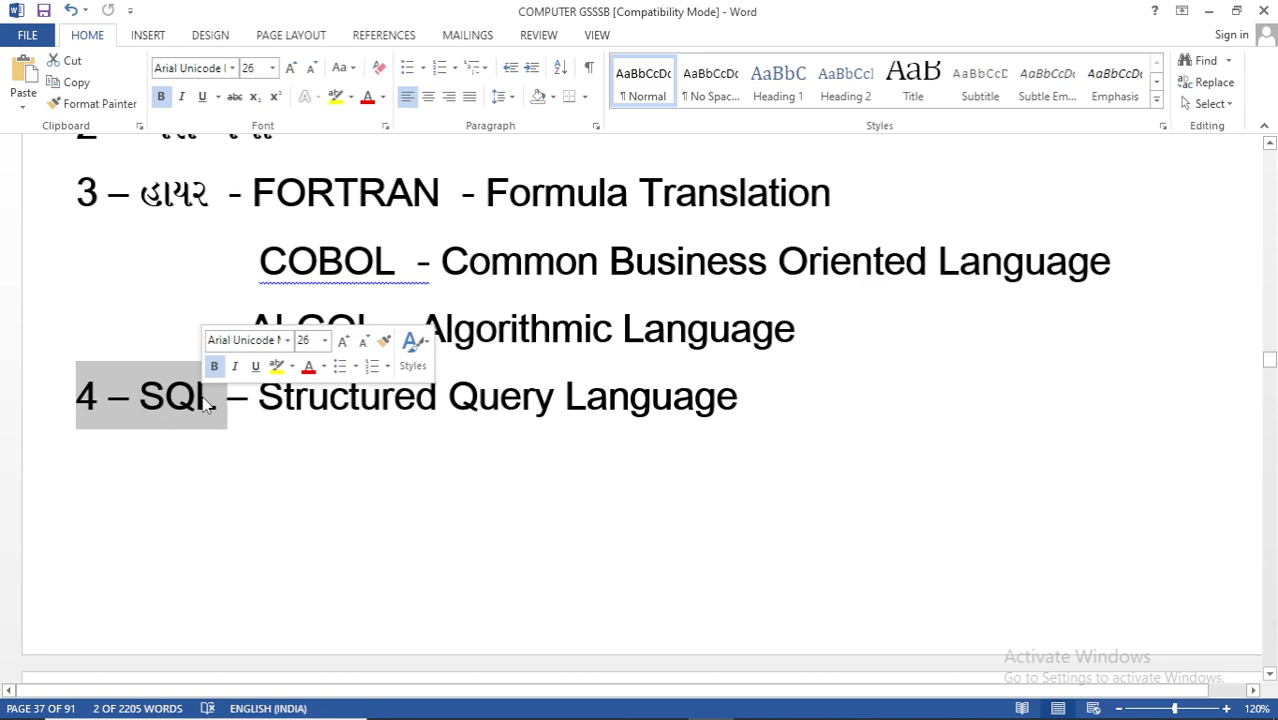 COMPUTER GSSSB [Compatibility Mode] - Word
? Sign in
FILE HOME INSERT DESIGN PAGE LAYOUT REFERENCES MAILINGS REVIEW VIEW
Paste Cut Copy Format Painter
Arial Unicode 26 Aa
AaBbCcDc AaBbCcDc AaBbC AaBbCcI AaB AaBbCcD AaBbCcDc AaBbCcDc
¶ Normal ¶ No Spac... Heading 1 Heading 2 Title Subtitle Subtle Em... Emphasis
Find Replace Select
Clipboard Font Paragraph Styles Editing
3 – હાયર - FORTRAN - Formula Translation
COBOL - Common Business Oriented Language
Algorithmic Language
Arial Unicode 26
B I U Styles
4 – SQL – Structured Query Language
Activate Windows
Go to Settings to activate Windows.
PAGE 37 OF 91 2 OF 2205 WORDS ENGLISH (INDIA) 120%